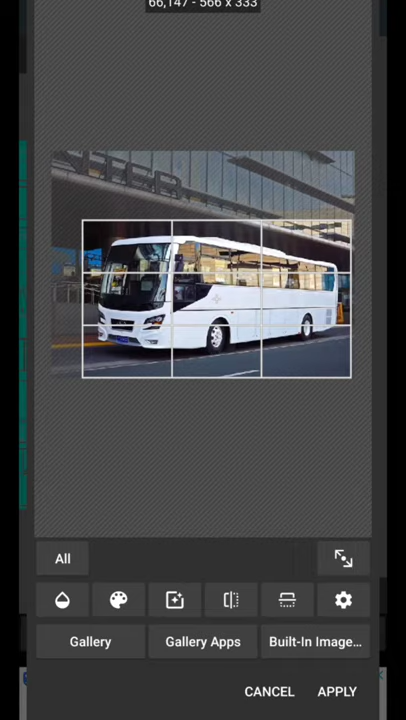 66,147 - 566 x 333
All
Gallery
Gallery Apps
Built-In Image...
CANCEL
APPLY